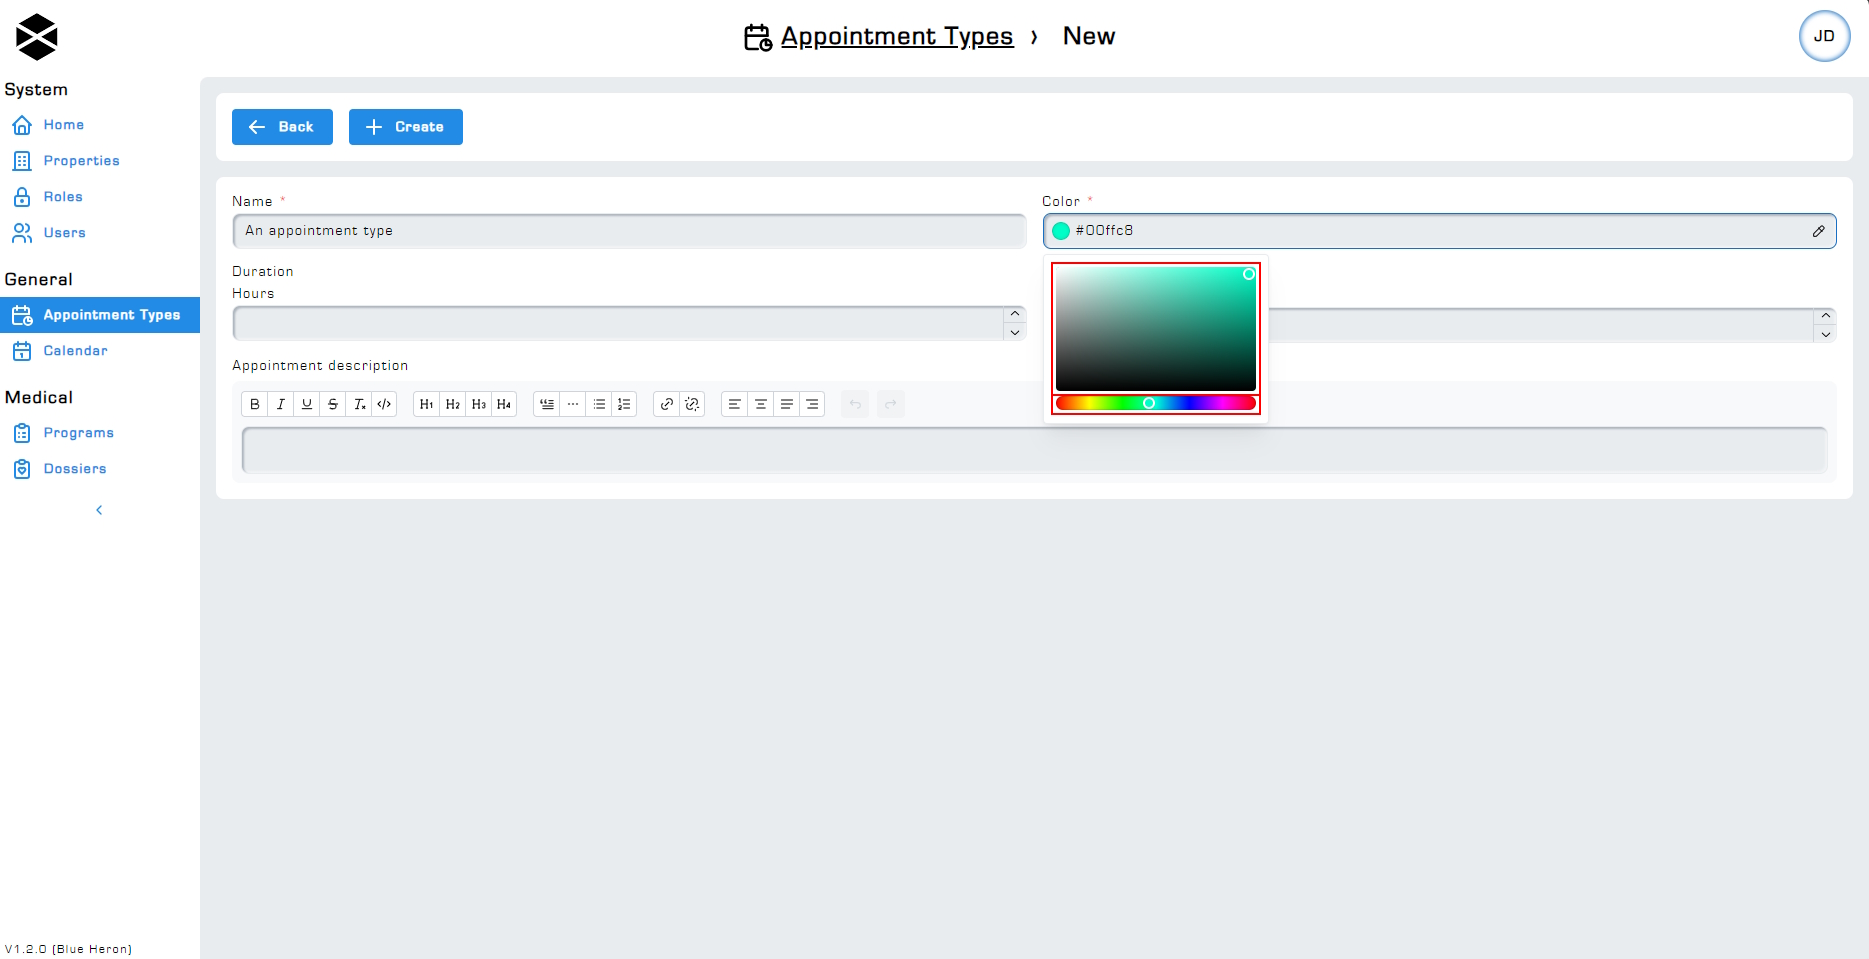 Appointment Types › New
JD
System
Home
Properties
Roles
Users
General
Appointment Types
Calendar
Medical
Programs
Dossiers
V1.2.0 (Blue Heron)
Back
Create
Name *
An appointment type
Color *
#00ffc8
Duration
Hours
Appointment description
B I U S Tx </> H1 H2 H3 H4